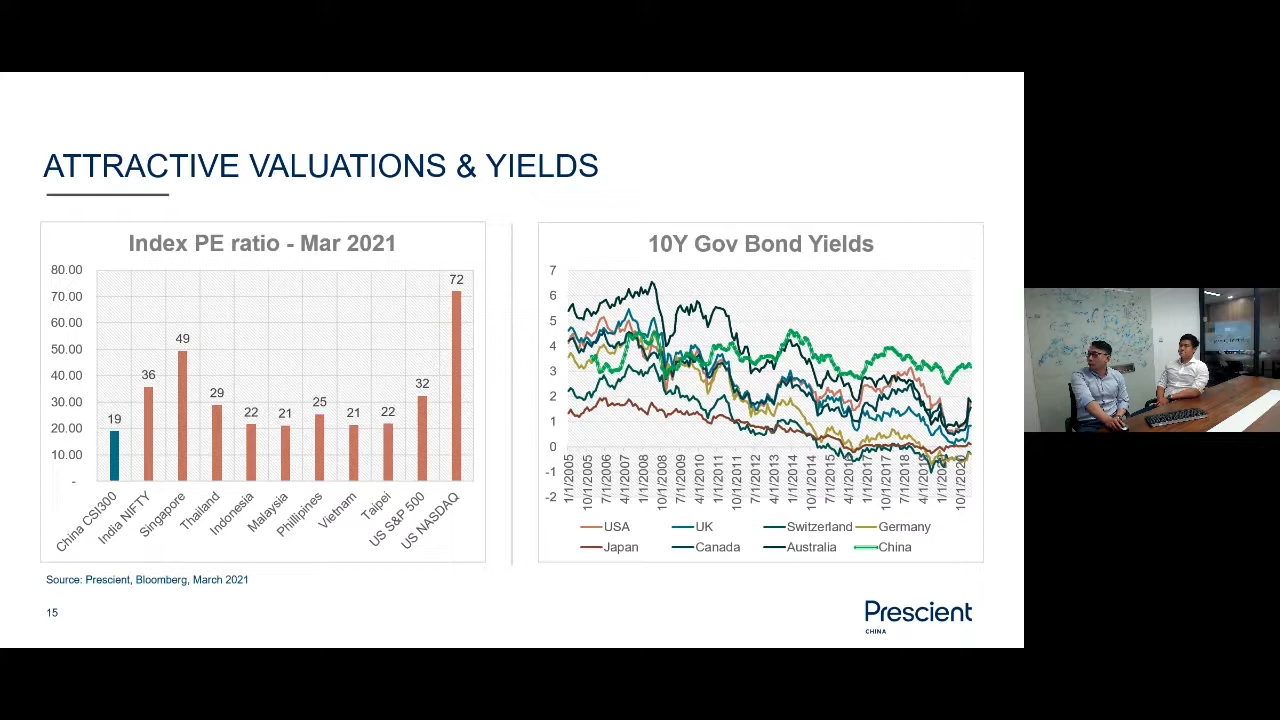 ATTRACTIVE VALUATIONS & YIELDS
Index PE ratio - Mar 2021
80.00
70.00
60.00
50.00
40.00
30.00
20.00
10.00
-
19
36
49
29
22
21
25
21
22
32
72
China CSI300
India NIFTY
Singapore
Thailand
Indonesia
Malaysia
Phillipines
Vietnam
Taipei
US S&P 500
US NASDAQ
10Y Gov Bond Yields
7
6
5
4
3
2
1
0
-1
-2
1/1/2005
10/1/2005
7/1/2006
4/1/2007
1/1/2008
10/1/2008
7/1/2009
4/1/2010
1/1/2011
10/1/2011
7/1/2012
4/1/2013
1/1/2014
10/1/2014
7/1/2015
4/1/2016
1/1/2017
10/1/2017
7/1/2018
4/1/2019
10/1/2020
USA UK Switzerland Germany
Japan Canada Australia China
Source: Prescient, Bloomberg, March 2021
15
Prescient
CHINA